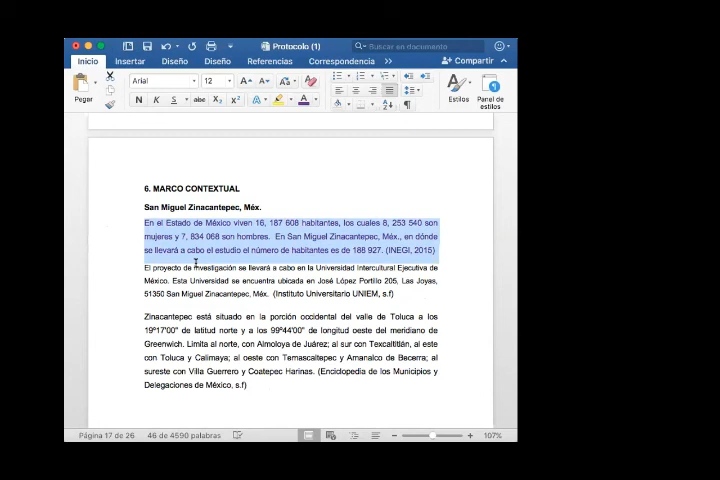 Protocolo (1)
Buscar en documento
Inicio Insertar Diseño Diseño Referencias Correspondencia Compartir
Arial 12
Pegar N K S abe X₂ X² A A Estilos Panel de estilos
6. MARCO CONTEXTUAL
San Miguel Zinacantepec, Méx.
En el Estado de México viven 16, 187 608 habitantes, los cuales 8, 253 540 son
mujeres y 7, 834 068 son hombres. En San Miguel Zinacantepec, Méx., en dónde
se llevará a cabo el estudio el número de habitantes es de 188 927. (INEGI, 2015)
El proyecto de investigación se llevará a cabo en la Universidad Intercultural Ejecutiva de
México. Esta Universidad se encuentra ubicada en José López Portillo 205, Las Joyas,
51350 San Miguel Zinacantepec, Méx. (Instituto Universitario UNIEM, s.f)
Zinacantepec está situado en la porción occidental del valle de Toluca a los
19º17'00" de latitud norte y a los 99º44'00" de longitud oeste del meridiano de
Greenwich. Limita al norte, con Almoloya de Juárez; al sur con Texcaltitlán, al este
con Toluca y Calimaya; al oeste con Temascaltepec y Amanalco de Becerra; al
sureste con Villa Guerrero y Coatepec Harinas. (Enciclopedia de los Municipios y
Delegaciones de México, s.f)
Página 17 de 26 46 de 4590 palabras 107%